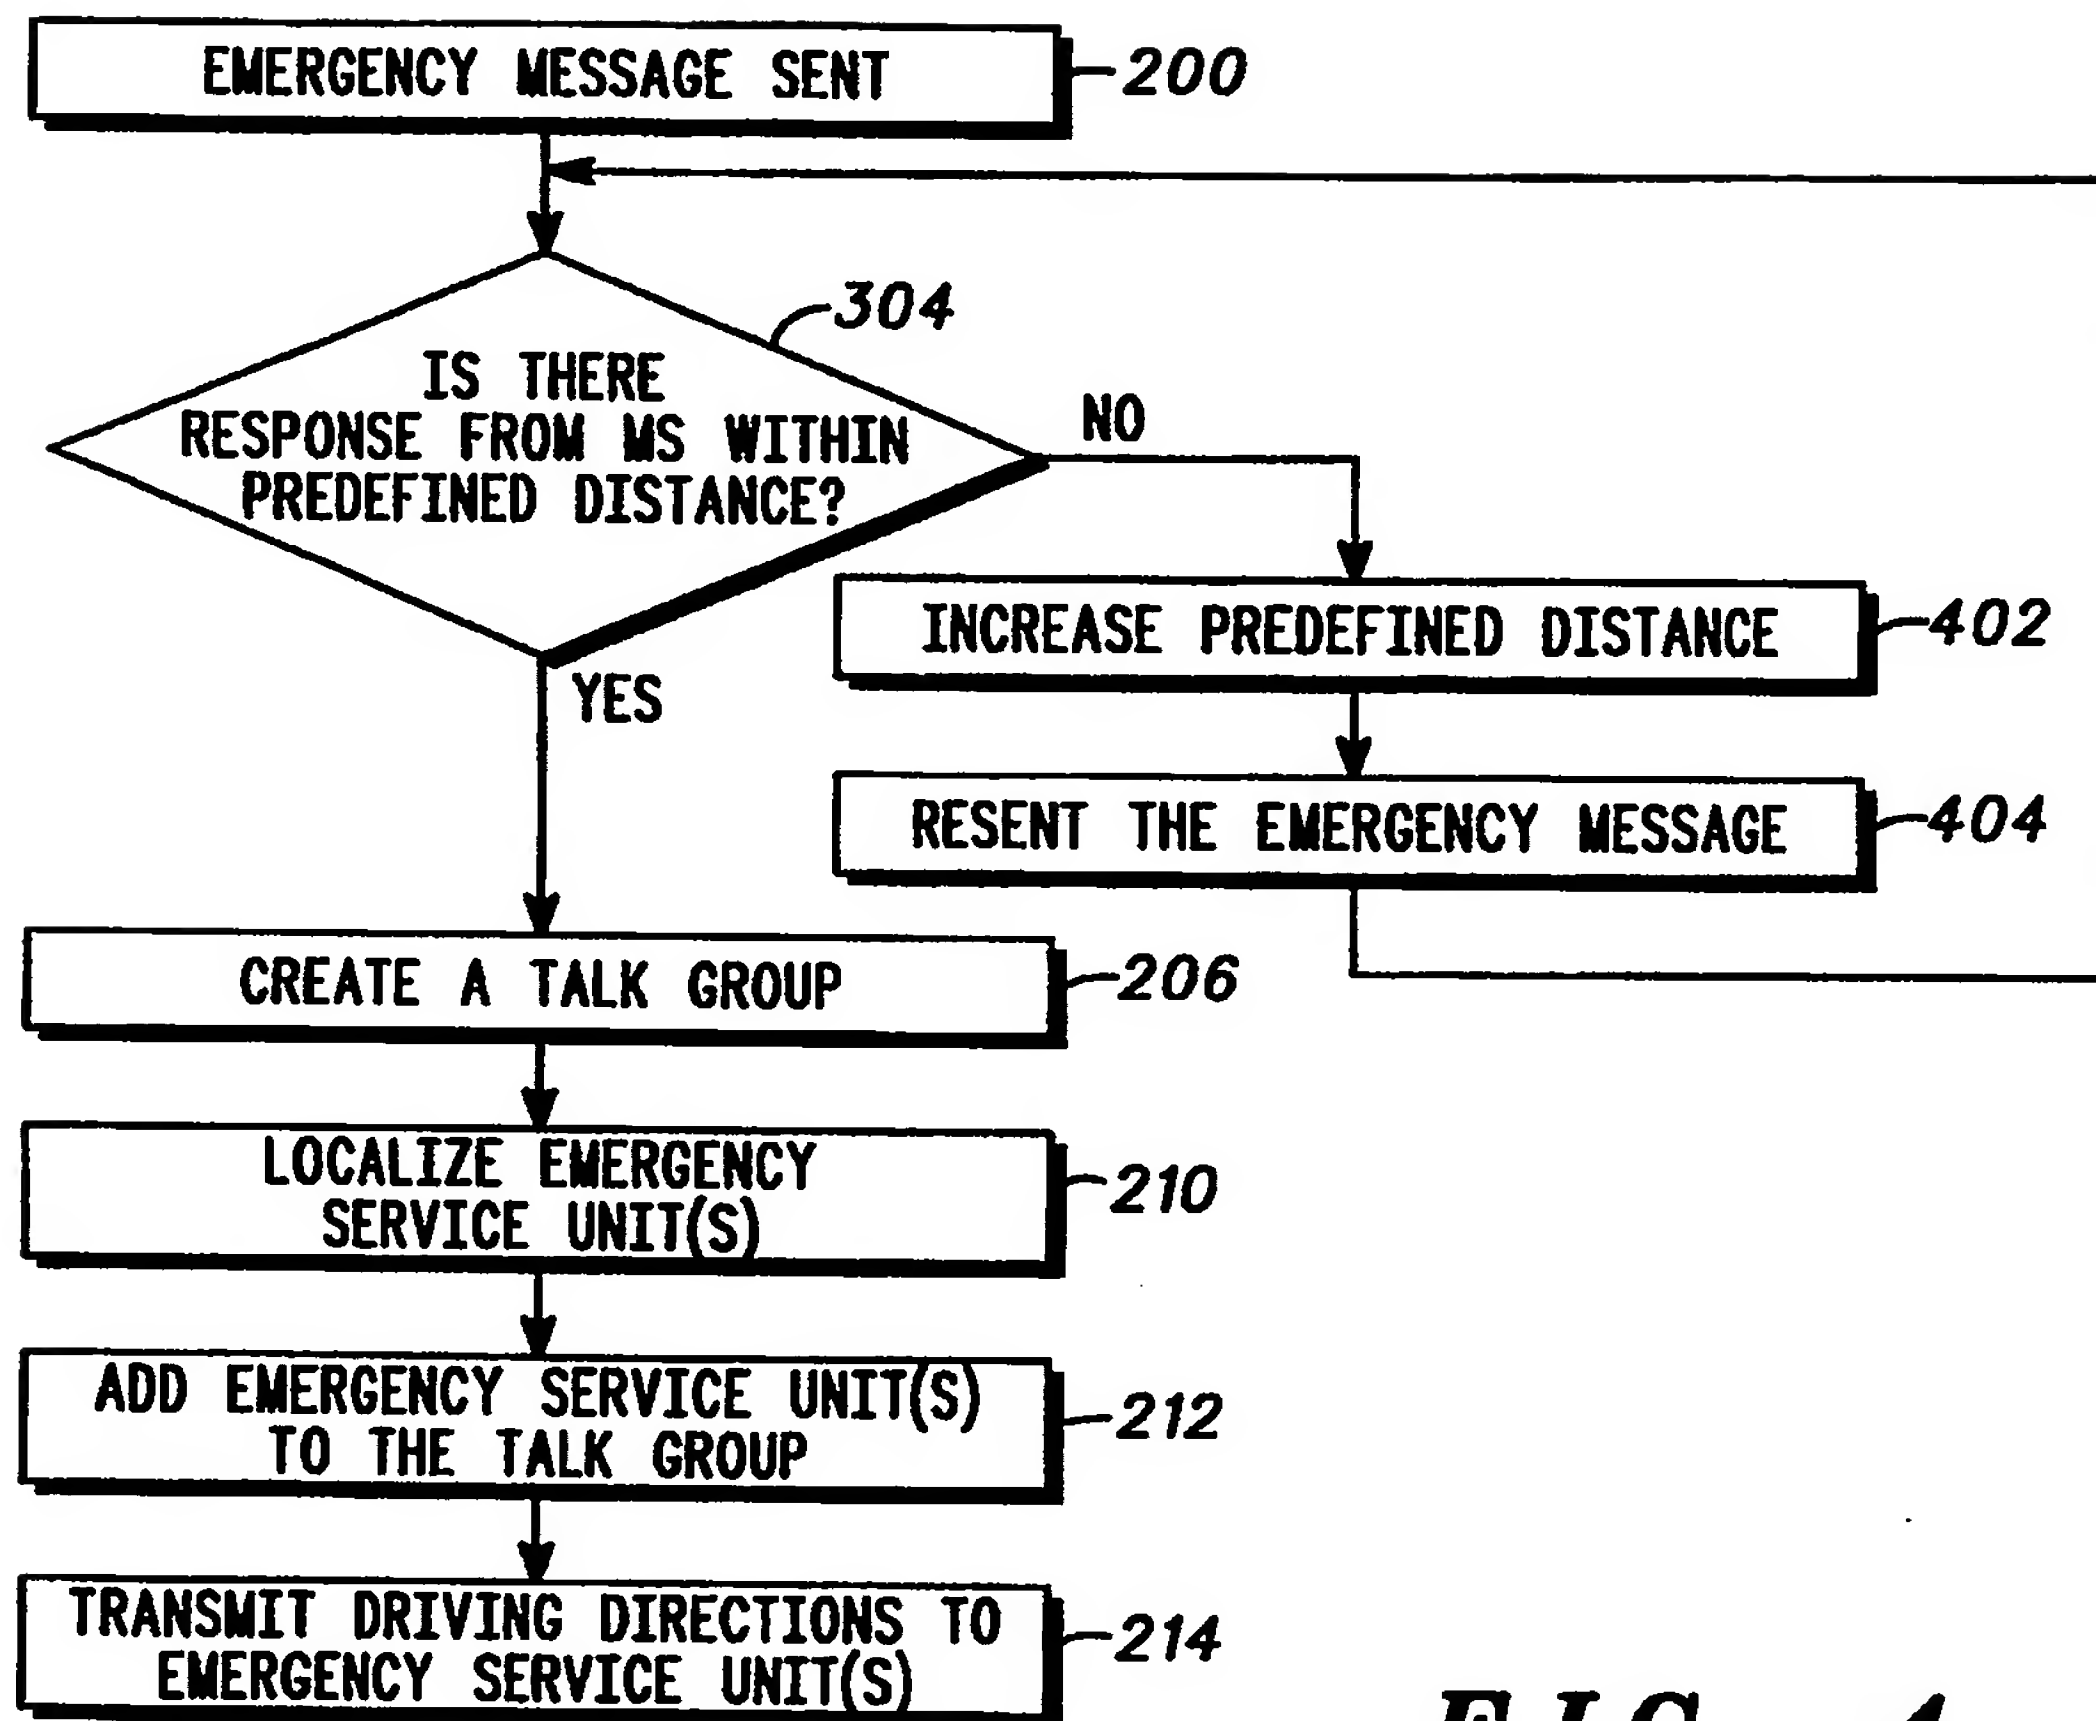 EMERGENCY MESSAGE SENT
200
304
IS THERE
RESPONSE FROM MS WITHIN
PREDEFINED DISTANCE?
NO
YES
INCREASE PREDEFINED DISTANCE
402
RESENT THE EMERGENCY MESSAGE
404
CREATE A TALK GROUP
206
LOCALIZE EMERGENCY
SERVICE UNIT(S)
210
ADD EMERGENCY SERVICE UNIT(S)
TO THE TALK GROUP
212
TRANSMIT DRIVING DIRECTIONS TO
EMERGENCY SERVICE UNIT(S)
214